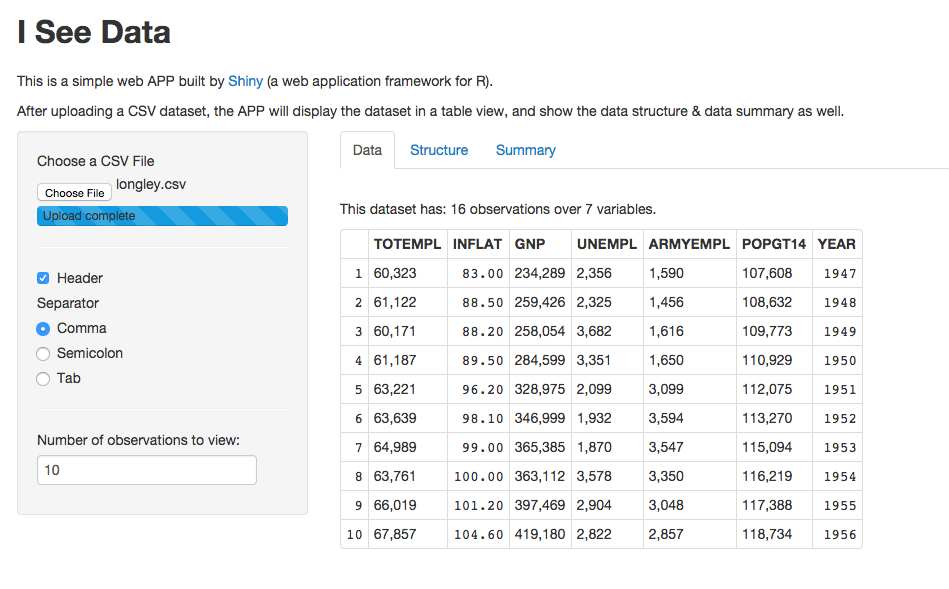 I See Data
This is a simple web APP built by Shiny (a web application framework for R).
After uploading a CSV dataset, the APP will display the dataset in a table view, and show the data structure & data summary as well.
Choose a CSV File
Choose File longley.csv
Upload complete
Header
Separator
Comma
Semicolon
Tab
Number of observations to view:
10
Data Structure Summary
This dataset has: 16 observations over 7 variables.
TOTEMPL INFLAT GNP UNEMPL ARMYEMPL POPGT14 YEAR
1 60,323 83.00 234,289 2,356 1,590 107,608 1947
2 61,122 88.50 259,426 2,325 1,456 108,632 1948
3 60,171 88.20 258,054 3,682 1,616 109,773 1949
4 61,187 89.50 284,599 3,351 1,650 110,929 1950
5 63,221 96.20 328,975 2,099 3,099 112,075 1951
6 63,639 98.10 346,999 1,932 3,594 113,270 1952
7 64,989 99.00 365,385 1,870 3,547 115,094 1953
8 63,761 100.00 363,112 3,578 3,350 116,219 1954
9 66,019 101.20 397,469 2,904 3,048 117,388 1955
10 67,857 104.60 419,180 2,822 2,857 118,734 1956